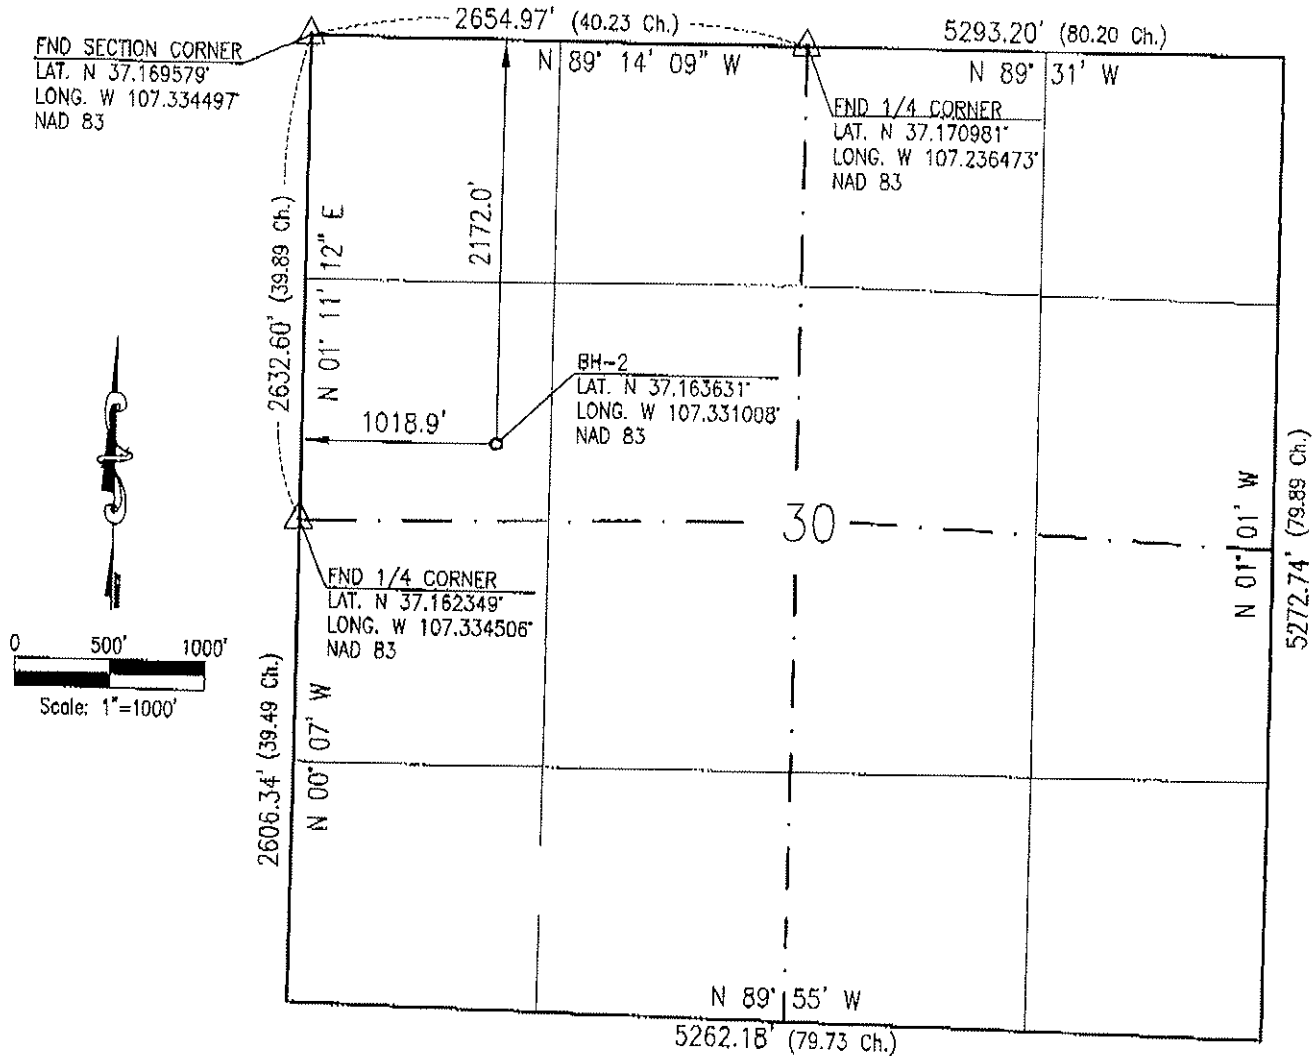 2654.97' (40.23 Ch.)
5293.20' (80.20 Ch.)
FND SECTION CORNER
LAT. N 37.169579°
LONG. W 107.334497°
NAD 83
N 89° 14' 09" W
N 89° 31' W
FND 1/4 CORNER
LAT. N 37.170981°
LONG. W 107.236473°
NAD 83
2632.60' (39.89 Ch.)
N 01° 11' 12" E
2172.0'
BH-2
LAT. N 37.163631°
LONG. W 107.331008°
NAD 83
1018.9'
30
N 01° 01' W
5272.74' (79.89 Ch.)
FND 1/4 CORNER
LAT. N 37.162349°
LONG. W 107.334506°
NAD 83
0 500' 1000'
Scale: 1"=1000'
2606.34' (39.49 Ch.)
N 00° 07' W
N 89° 55' W
5262.18' (79.73 Ch.)